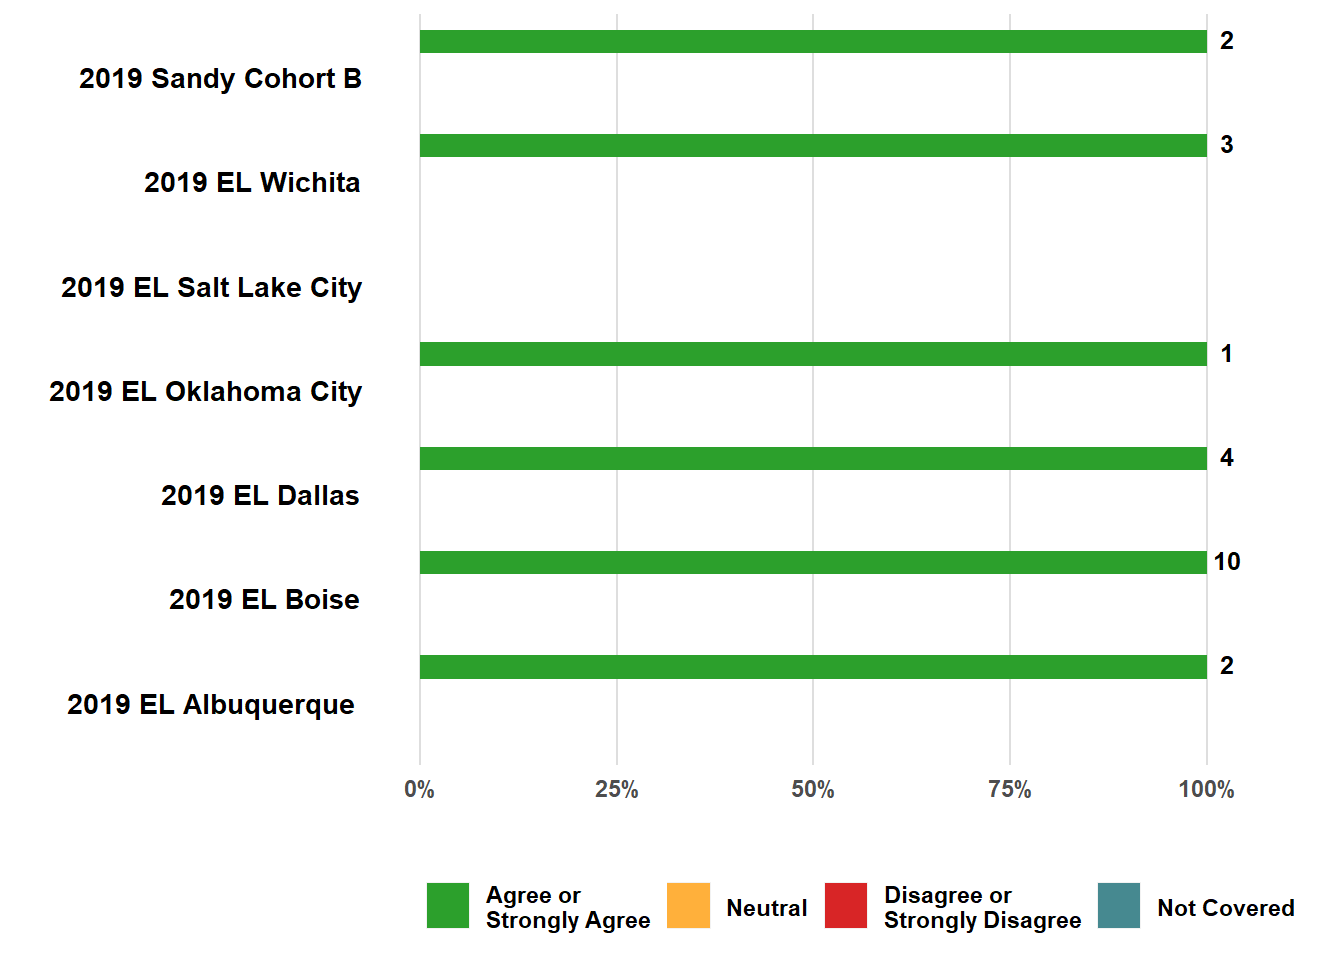 2
2019 Sandy Cohort B
3
2019 EL Wichita
2019 EL Salt Lake City
1
2019 EL Oklahoma City
4
2019 EL Dallas
10
2019 EL Boise
2
2019 EL Albuquerque
0% 25% 50% 75% 100%
Agree or
Strongly Agree
Neutral
Disagree or
Strongly Disagree
Not Covered